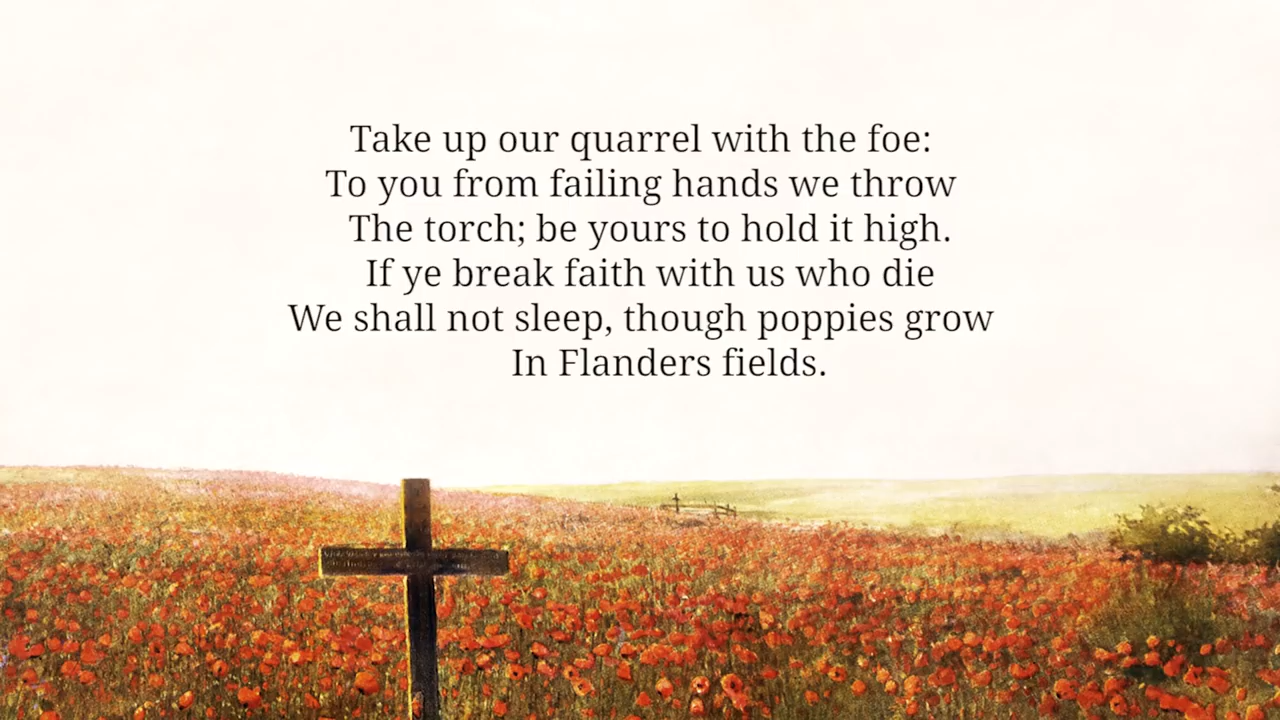 Take up our quarrel with the foe:
To you from failing hands we throw
The torch; be yours to hold it high.
If ye break faith with us who die
We shall not sleep, though poppies grow
In Flanders fields.